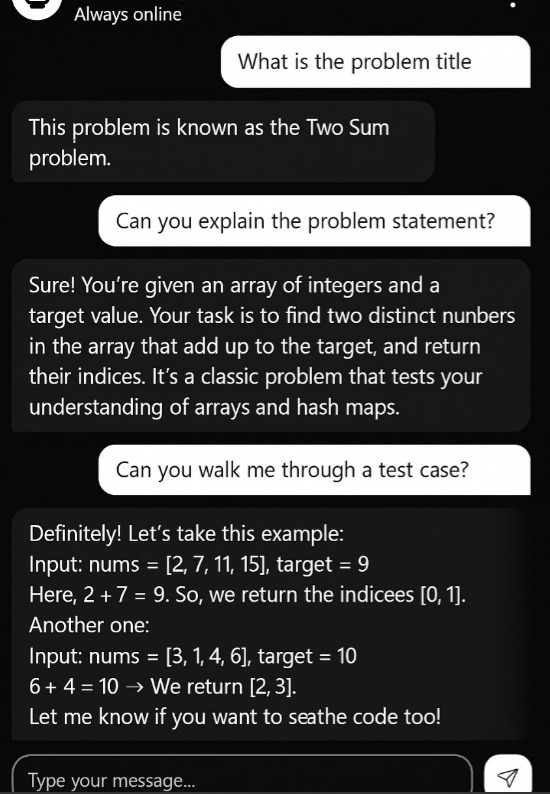 Always online
What is the problem title
This problem is known as the Two Sum
problem.
Can you explain the problem statement?
Sure! You’re given an array of integers and a
target value. Your task is to find two distinct nunbers
in the array that add up to the target, and return
their indices. It’s a classic problem that tests your
understanding of arrays and hash maps.
Can you walk me through a test case?
Definitely! Let’s take this example:
Input: nums = [2, 7, 11, 15], target = 9
Here, 2 + 7 = 9. So, we return the indicees [0, 1].
Another one:
Input: nums = [3, 1, 4, 6], target = 10
6 + 4 = 10 → We return [2, 3].
Let me know if you want to seathe code too!
Type your message...